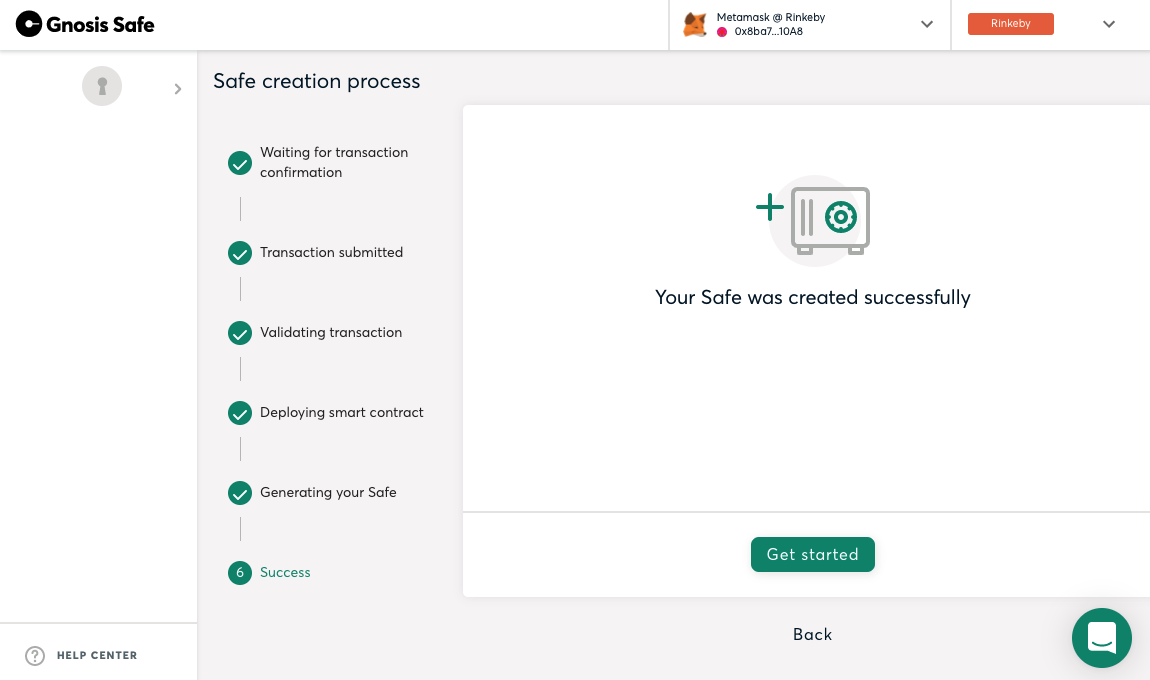 Gnosis Safe
Metamask @ Rinkeby
0x8ba7...10A8
Rinkeby
Safe creation process
Waiting for transaction
confirmation
Transaction submitted
Validating transaction
Deploying smart contract
Generating your Safe
6 Success
Your Safe was created successfully
Get started
Back
? HELP CENTER